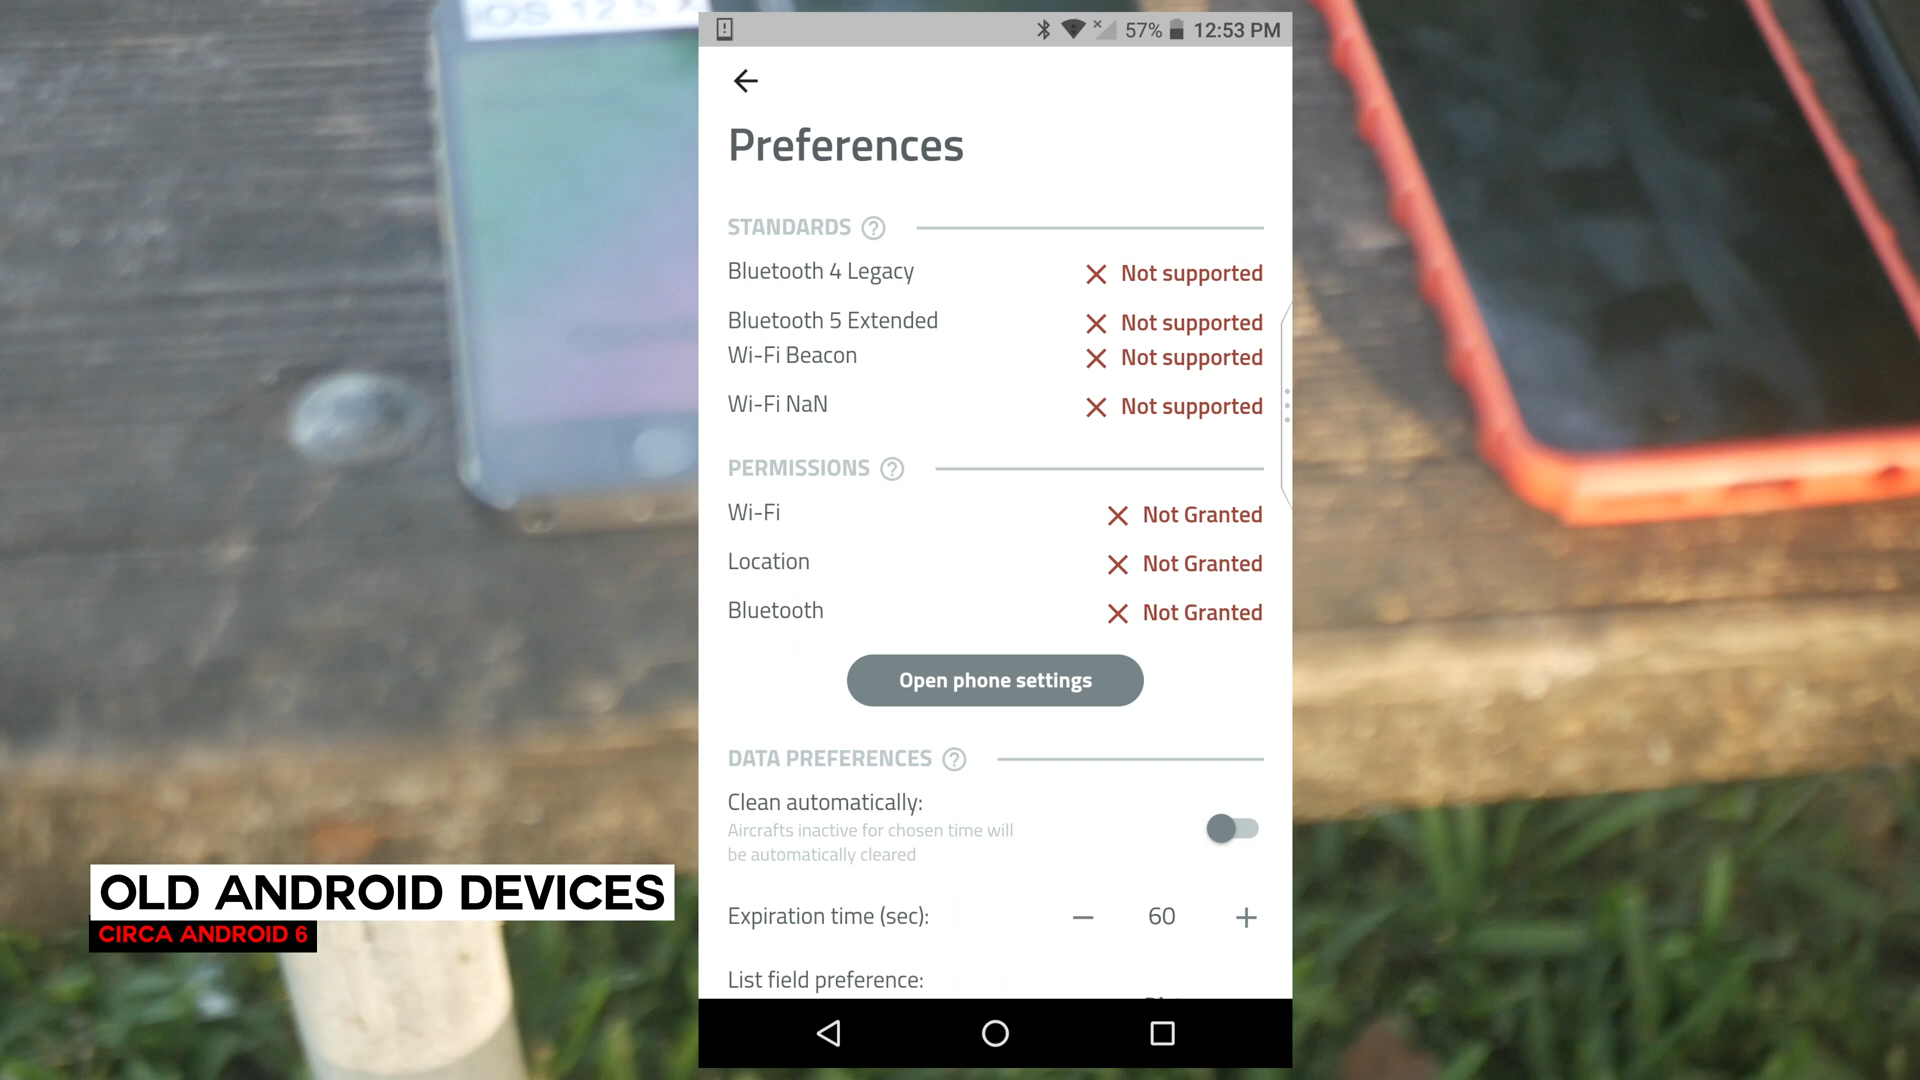 iOS 12.5.X
57% 12:53 PM
Preferences
STANDARDS ?
Bluetooth 4 Legacy Not supported
Bluetooth 5 Extended Not supported
Wi-Fi Beacon Not supported
Wi-Fi NaN Not supported
PERMISSIONS ?
Wi-Fi Not Granted
Location Not Granted
Bluetooth Not Granted
Open phone settings
DATA PREFERENCES ?
Clean automatically:
Aircrafts inactive for chosen time will
be automatically cleared
Expiration time (sec): − 60 +
List field preference:
OLD ANDROID DEVICES
CIRCA ANDROID 6